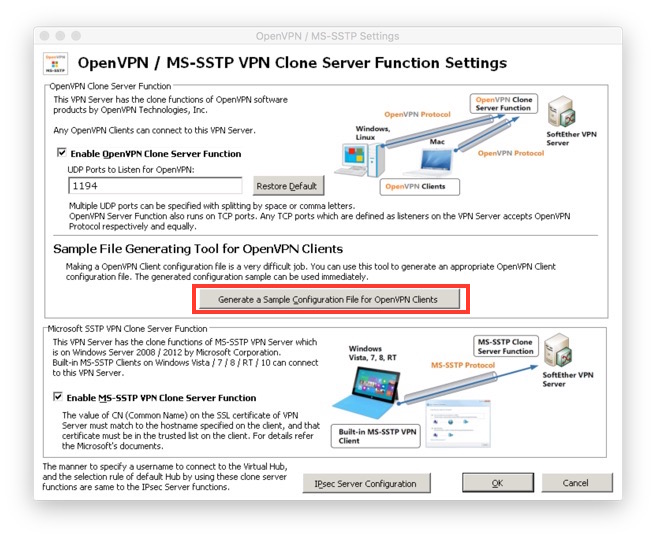 OpenVPN / MS-SSTP Settings
OpenVPN
MS-SSTP
OpenVPN / MS-SSTP VPN Clone Server Function Settings
OpenVPN Clone Server Function
This VPN Server has the clone functions of OpenVPN software
products by OpenVPN Technologies, Inc.
Any OpenVPN Clients can connect to this VPN Server.
Enable OpenVPN Clone Server Function
UDP Ports to Listen for OpenVPN:
1194
Restore Default
OpenVPN Protocol
OpenVPN Clone
Server Function
SoftEther VPN
Server
Windows,
Linux
Mac
OpenVPN Protocol
OpenVPN Clients
Multiple UDP ports can be specified with splitting by space or comma letters.
OpenVPN Server Function also runs on TCP ports. Any TCP ports which are defined as listeners on the VPN Server accepts OpenVPN
Protocol respectively and equally.
Sample File Generating Tool for OpenVPN Clients
Making a OpenVPN Client configuration file is a very difficult job. You can use this tool to generate an appropriate OpenVPN Client
configuration file. The generated configuration sample can be used immediately.
Generate a Sample Configuration File for OpenVPN Clients
Microsoft SSTP VPN Clone Server Function
This VPN Server has the clone functions of MS-SSTP VPN Server which
is on Windows Server 2008 / 2012 by Microsoft Corporation.
Built-in MS-SSTP Clients on Windows Vista / 7 / 8 / RT / 10 can connect
to this VPN Server.
Enable MS-SSTP VPN Clone Server Function
The value of CN (Common Name) on the SSL certificate of VPN
Server must match to the hostname specified on the client, and that
certificate must be in the trusted list on the client. For details refer
the Microsoft's documents.
Windows
Vista, 7, 8, RT
MS-SSTP Clone
Server Function
MS-SSTP Protocol
SoftEther VPN
Server
Built-in MS-SSTP VPN
Client
The manner to specify a username to connect to the Virtual Hub,
and the selection rule of default Hub by using these clone server
functions are same to the IPsec Server functions.
IPsec Server Configuration
OK
Cancel